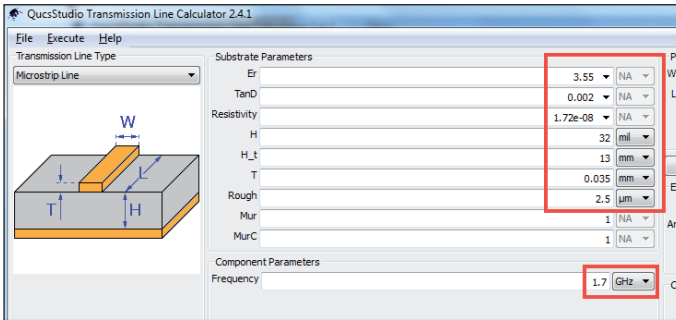 QucsStudio Transmission Line Calculator 2.4.1
File Execute Help
Transmission Line Type
Microstrip Line
W
L
T
H
Substrate Parameters
Er 3.55 NA
TanD 0.002 NA
Resistivity 1.72e-08 NA
H 32 mil
H_t 13 mm
T 0.035 mm
Rough 2.5 µm
Mur 1 NA
MurC 1 NA
Component Parameters
Frequency 1.7 GHz
P
W
L
E